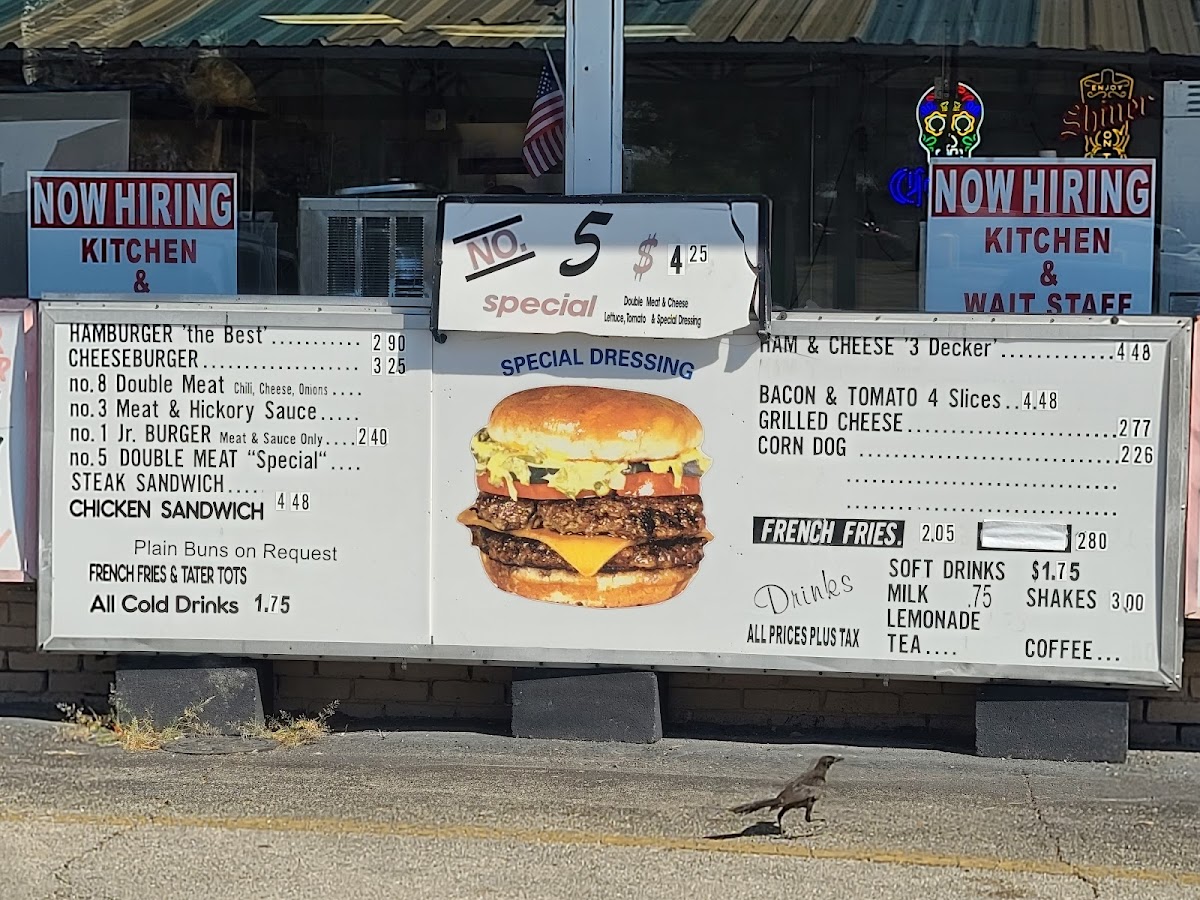 ENJOY
Shiner
NOW HIRING
KITCHEN
&
NOW HIRING
KITCHEN
&
WAIT STAFF
NO. 5 $ 4 25
special
Double Meat & Cheese
Lettuce, Tomato & Special Dressing
HAMBURGER 'the Best'........... 2 90
CHEESEBURGER................... 3 25
no.8 Double Meat Chili, Cheese, Onions ....
no.3 Meat & Hickory Sauce.....
no.1 Jr. BURGER Meat & Sauce Only....2 40
no.5 DOUBLE MEAT “Special“....
STEAK SANDWICH....
CHICKEN SANDWICH 4 48
Plain Buns on Request
FRENCH FRIES & TATER TOTS
All Cold Drinks 1.75
SPECIAL DRESSING
HAM & CHEESE '3 Decker'.............4 48
BACON & TOMATO 4 Slices..4.48
GRILLED CHEESE.......................2 77
CORN DOG ............................2 26
FRENCH FRIES. 2.05 280
Drinks
ALL PRICES PLUS TAX
SOFT DRINKS $1.75
MILK .75 SHAKES 3.00
LEMONADE
TEA.... COFFEE...